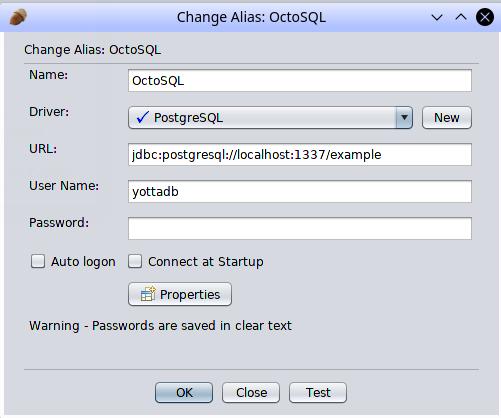 Change Alias: OctoSQL
Change Alias: OctoSQL
Name:
OctoSQL
Driver:
PostgreSQL
New
URL:
jdbc:postgresql://localhost:1337/example
User Name:
yottadb
Password:
Auto logon
Connect at Startup
Properties
Warning - Passwords are saved in clear text
OK
Close
Test